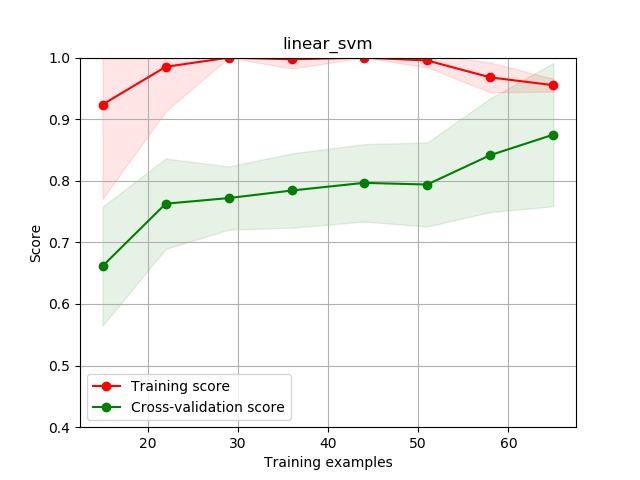 linear_svm
1.0
0.9
0.8
0.7
0.6
0.5
0.4
Score
Training score
Cross-validation score
20 30 40 50 60
Training examples